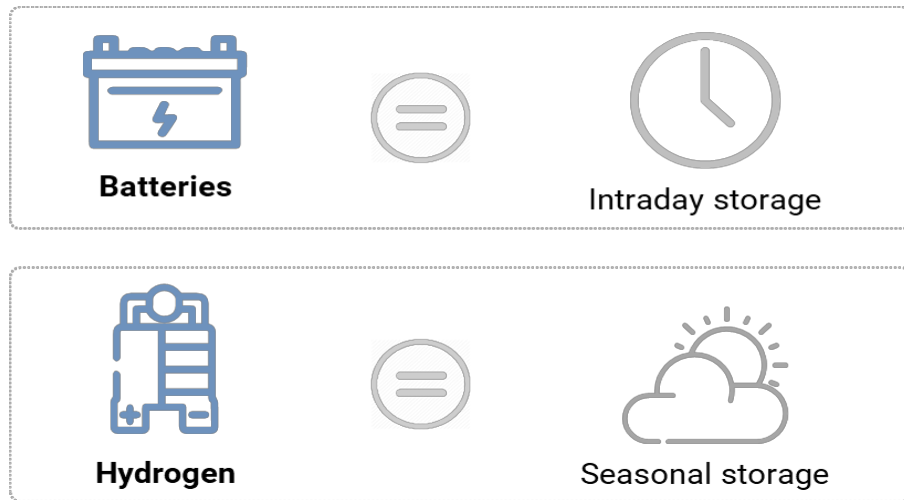 Batteries
Intraday storage
Hydrogen
Seasonal storage